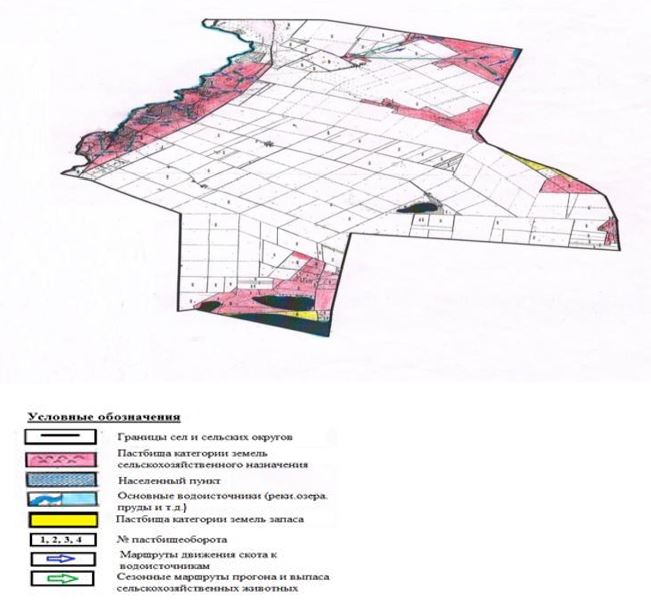 Условные обозначения
Границы сел и сельских округов
Пастбища категории земель
сельскохозяйственного назначения
Населенный пункт
Основные водоисточники (реки.озера.
пруды и т.д.)
Пастбища категории земель запаса
1, 2, 3, 4 № пастбищеоборота
Маршруты движения скота к
водоисточникам
Сезонные маршруты прогона и выпаса
сельскохозяйственных животных